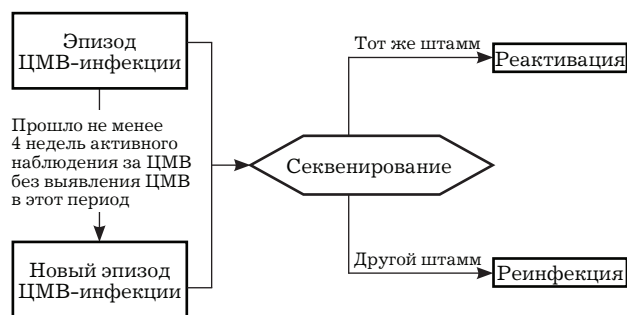 Эпизод
ЦМВ-инфекции
Прошло не менее
4 недель активного
наблюдения за ЦМВ
без выявления ЦМВ
в этот период
Новый эпизод
ЦМВ-инфекции
Секвенирование
Тот же штамм
Реактивация
Другой штамм
Реинфекция